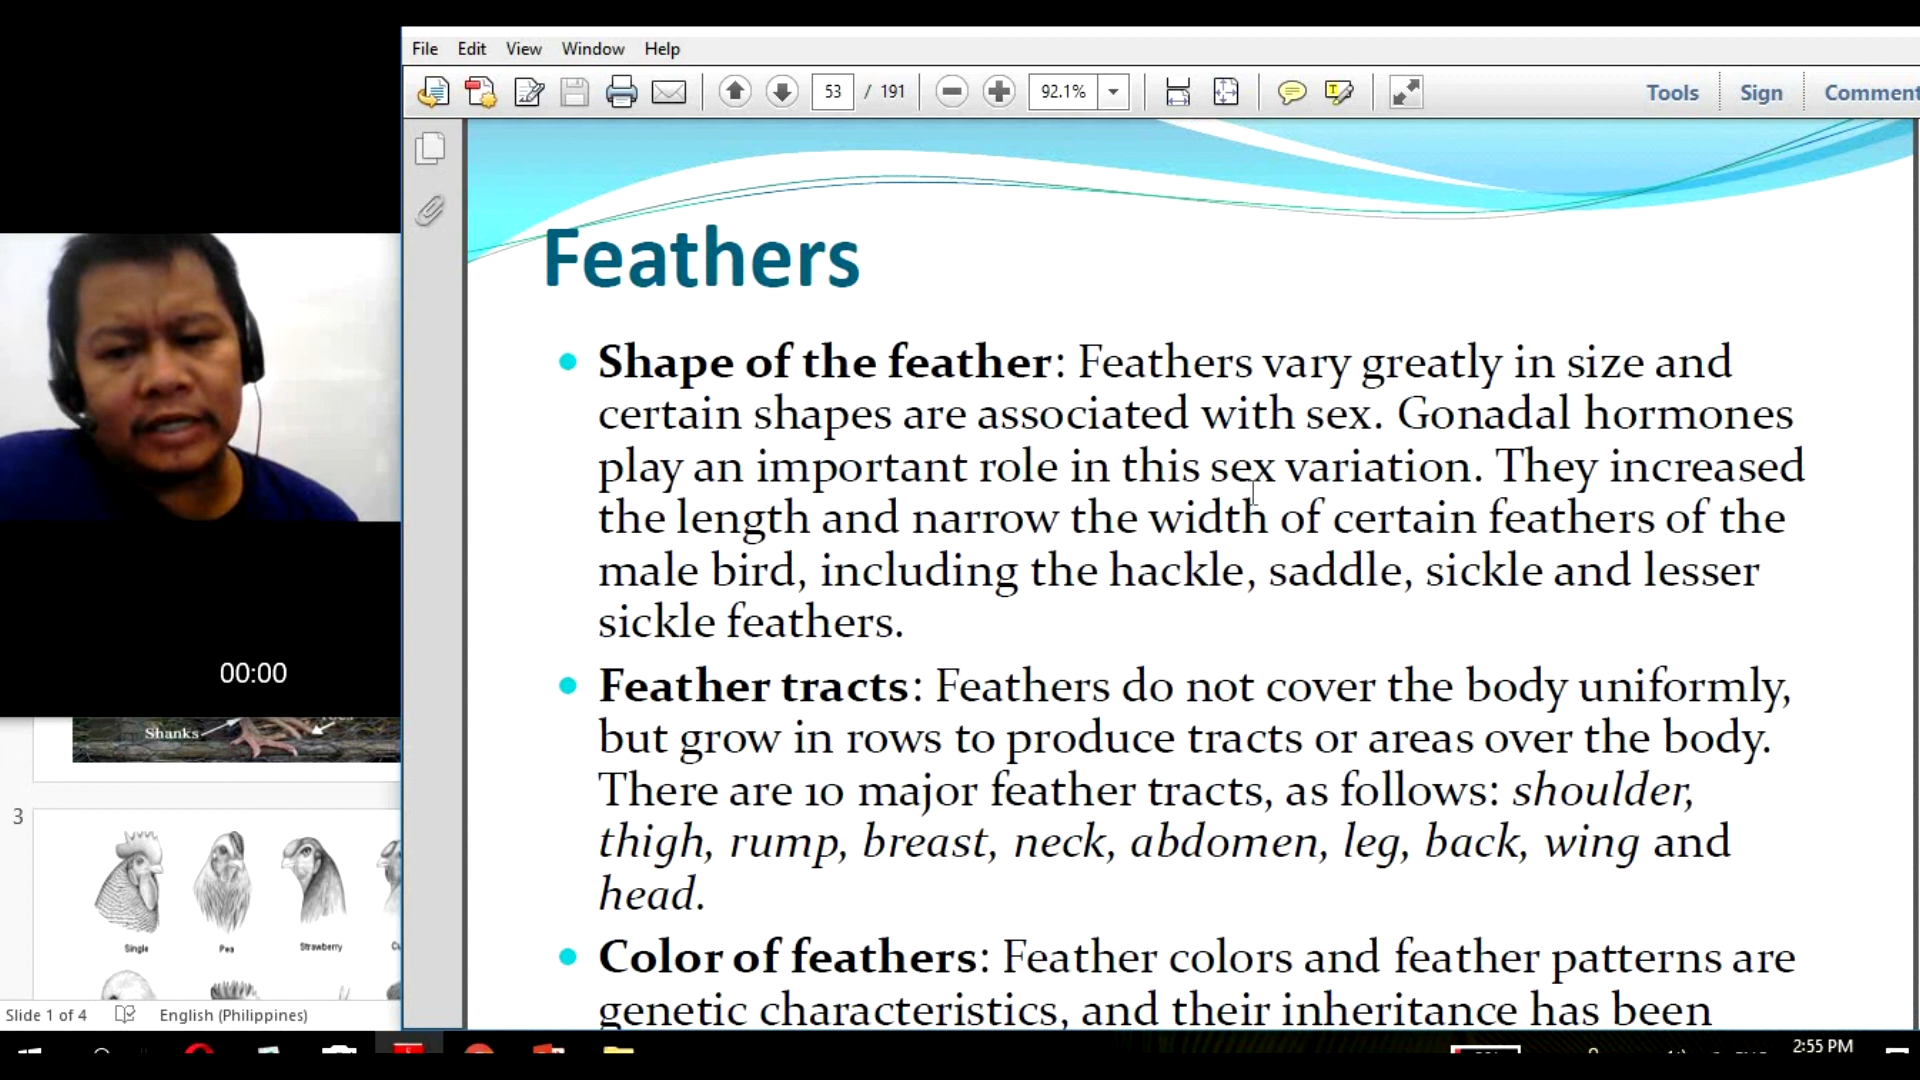 File Edit View Window Help
53 / 191 92.1% Tools Sign Comment
Feathers
Shape of the feather: Feathers vary greatly in size and
certain shapes are associated with sex. Gonadal hormones
play an important role in this sex variation. They increased
the length and narrow the width of certain feathers of the
male bird, including the hackle, saddle, sickle and lesser
sickle feathers.
Feather tracts: Feathers do not cover the body uniformly,
but grow in rows to produce tracts or areas over the body.
There are 10 major feather tracts, as follows: shoulder,
thigh, rump, breast, neck, abdomen, leg, back, wing and
head.
Color of feathers: Feather colors and feather patterns are
genetic characteristics, and their inheritance has been
00:00
Shanks
3
Single Pea Strawberry
Slide 1 of 4 English (Philippines)
2:55 PM